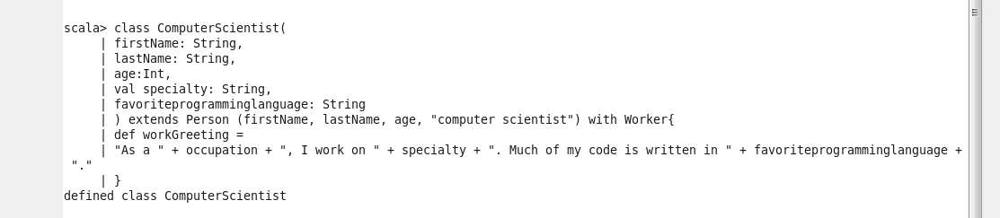 scala> class ComputerScientist(
     | firstName: String,
     | lastName: String,
     | age:Int,
     | val specialty: String,
     | favoriteprogramminglanguage: String
     | ) extends Person (firstName, lastName, age, "computer scientist") with Worker{
     | def workGreeting =
     | "As a " + occupation + ", I work on " + specialty + ". Much of my code is written in " + favoriteprogramminglanguage +
 "."
     | }
defined class ComputerScientist